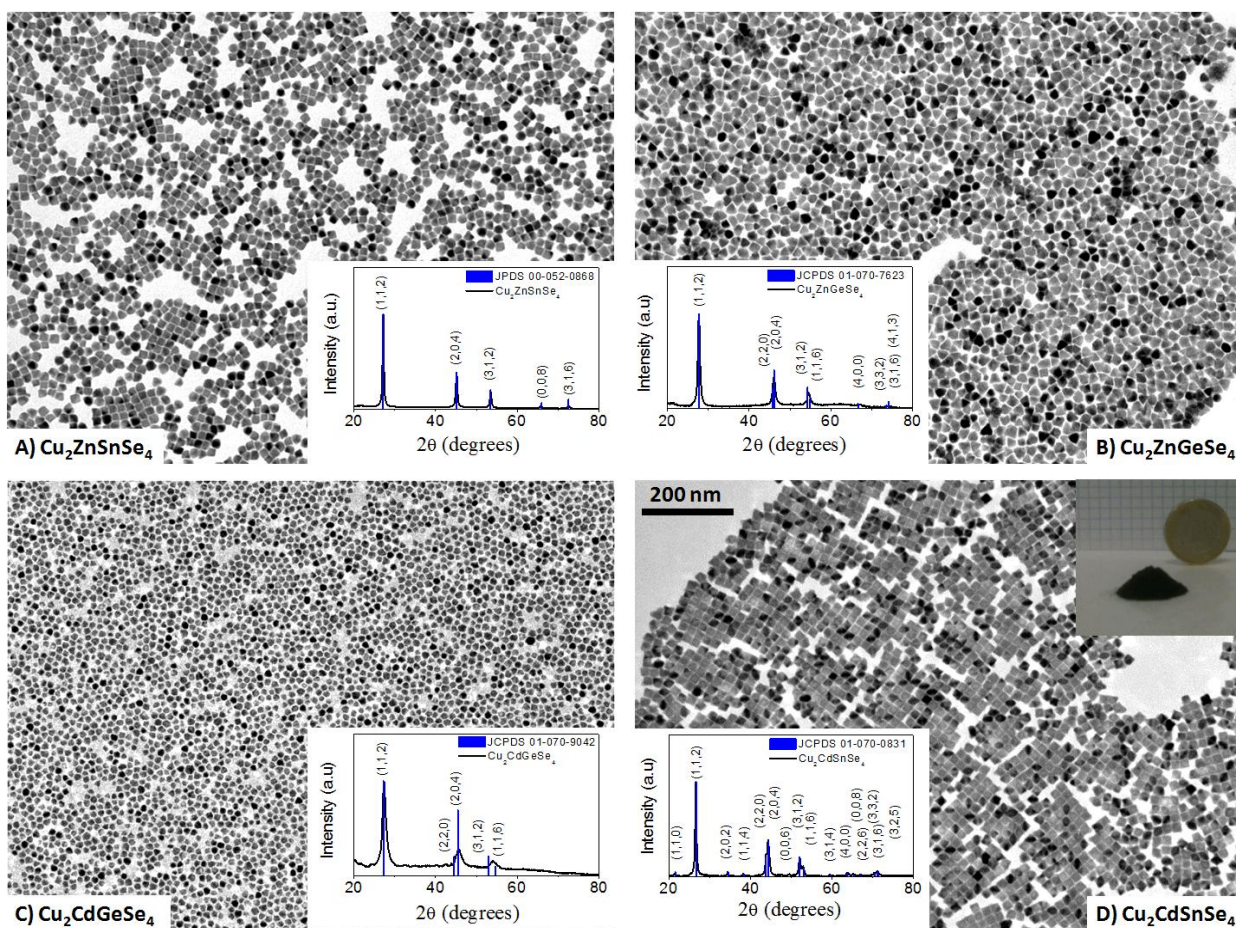 JPDS 00-052-0868
Cu₂ZnSnSe₄
(1,1,2)
(2,0,4)
(3,1,2)
(0,0,8)
(3,1,6)
Intensity (a.u.)
20 40 60 80
2θ (degrees)
A) Cu₂ZnSnSe₄
JCPDS 01-070-7623
Cu₂ZnGeSe₄
(1,1,2)
(2,2,0)
(2,0,4)
(3,1,2)
(1,1,6)
(4,0,0)
(3,3,2)
(3,1,6)
(4,1,3)
Intensity (a.u.)
20 40 60 80
2θ (degrees)
B) Cu₂ZnGeSe₄
JCPDS 01-070-9042
Cu₂CdGeSe₄
(1,1,2)
(2,2,0)
(2,0,4)
(3,1,2)
(1,1,6)
Intensity (a.u)
20 40 60 80
2θ (degrees)
C) Cu₂CdGeSe₄
200 nm
JCPDS 01-070-0831
Cu₂CdSnSe₄
(1,1,0)
(1,1,2)
(2,0,2)
(1,1,4)
(2,2,0)
(2,0,4)
(0,0,6)
(3,1,2)
(1,1,6)
(3,1,4)
(4,0,0)
(2,2,6)
(0,0,8)
(3,3,2)
(3,1,6)
(3,2,5)
Intensity (a.u.)
20 40 60 80
2θ (degrees)
D) Cu₂CdSnSe₄